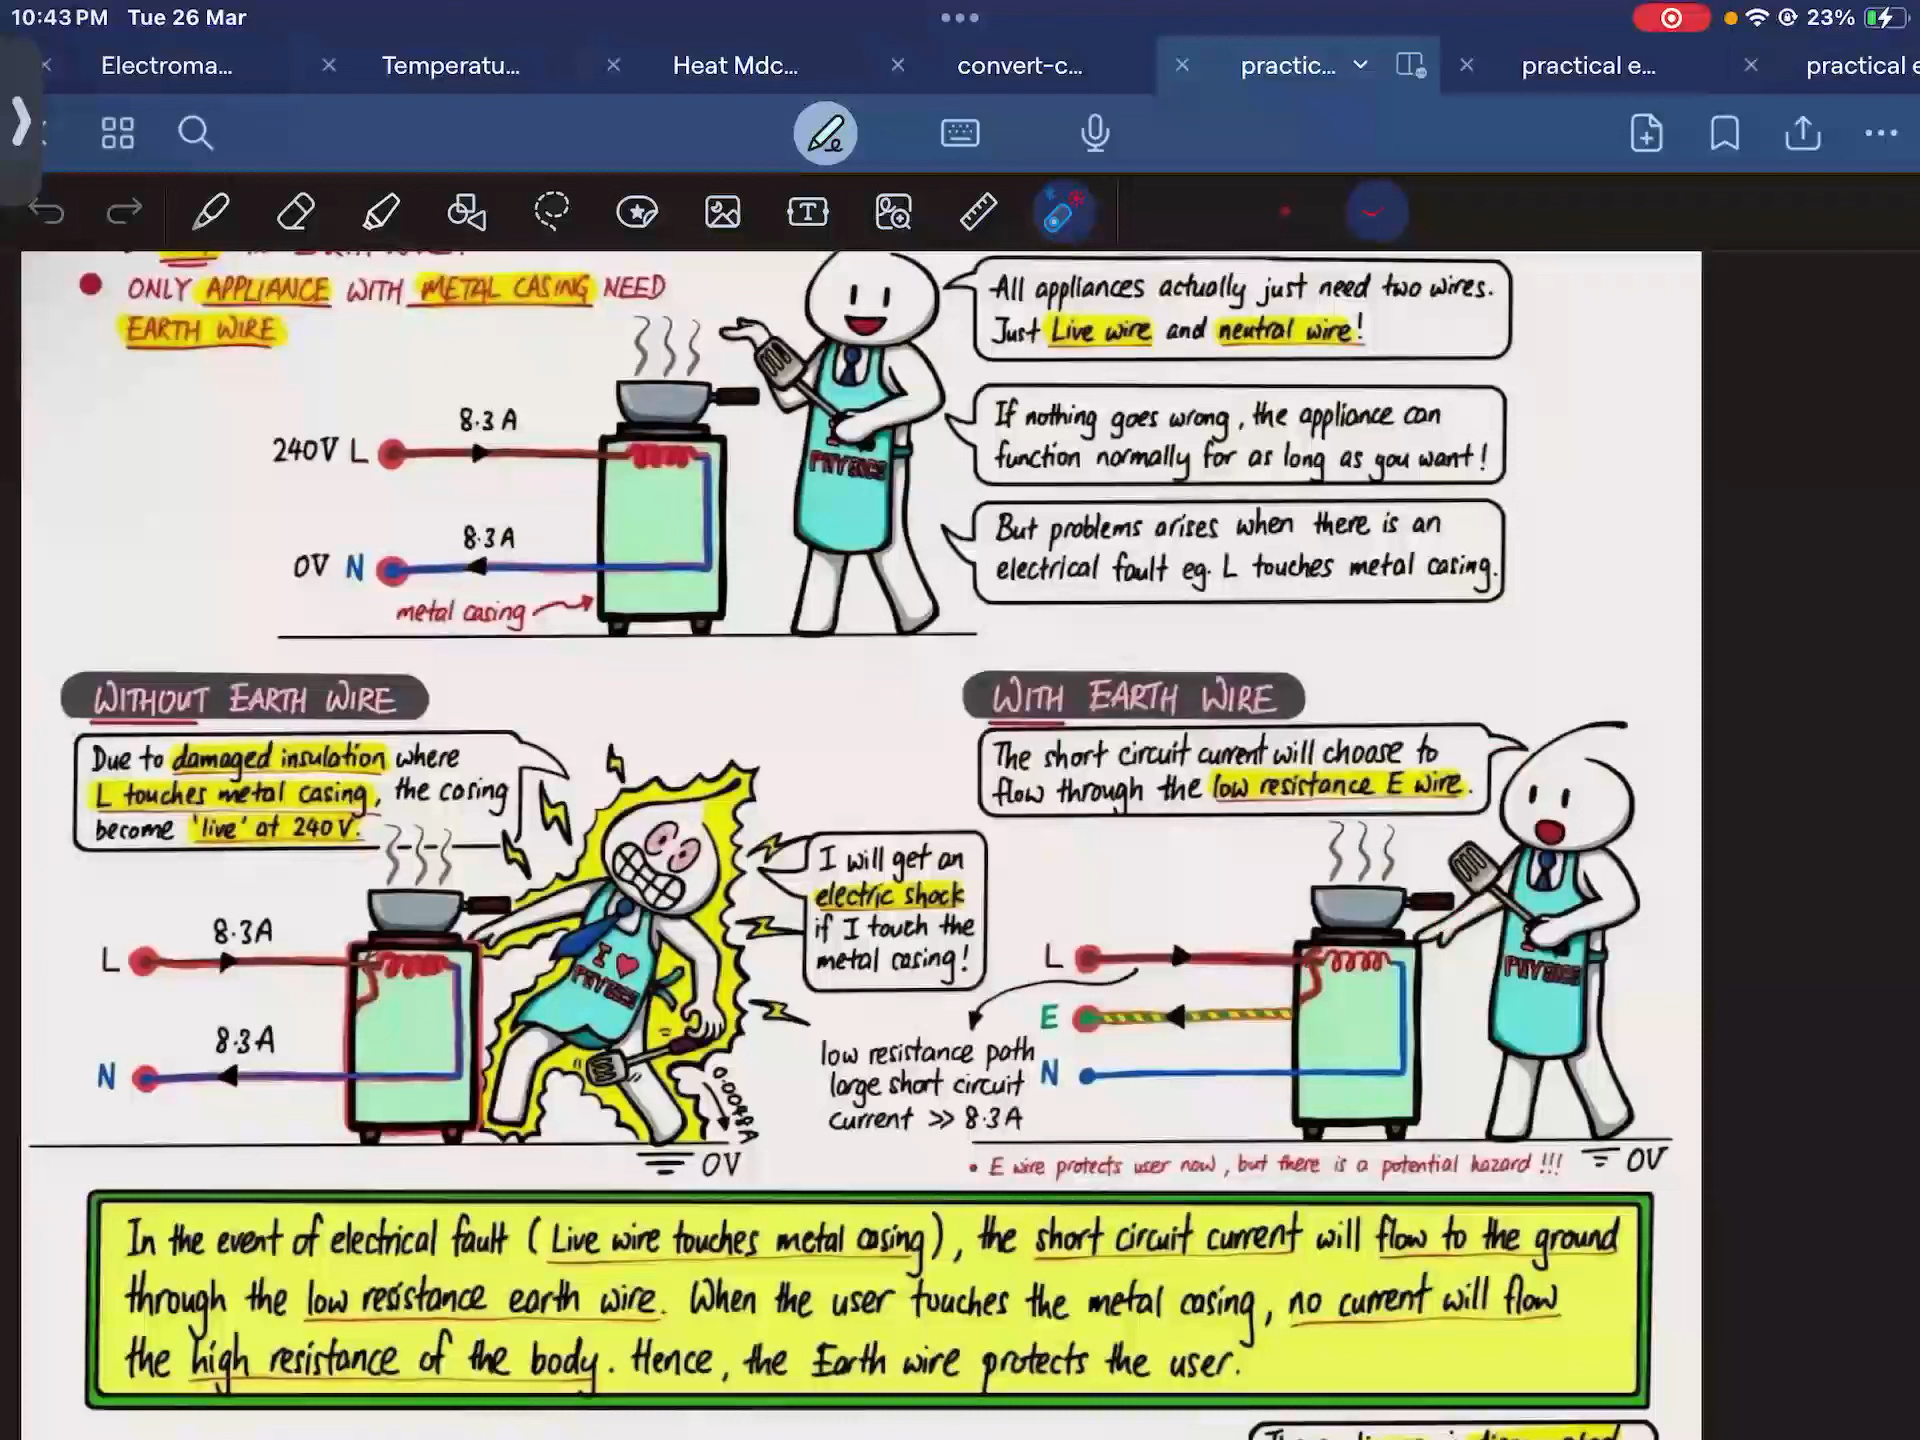 10:43 PM Tue 26 Mar
23%
Electroma...
Temperatu...
Heat Mdc...
convert-c...
practic...
practical e...
practical e
ONLY APPLIANCE WITH METAL CASING NEED
EARTH WIRE
All appliances actually just need two wires.
Just Live wire and neutral wire!
If nothing goes wrong, the appliance can
function normally for as long as you want!
But problems arises when there is an
electrical fault eg. L touches metal casing.
8.3 A
240V L
8.3 A
0V N
metal casing
PHYSICS
WITHOUT EARTH WIRE
Due to damaged insulation where
L touches metal casing, the casing
become 'live' at 240 V.
I will get an
electric shock
if I touch the
metal casing!
8.3A
L
8.3A
N
I
PHYSICS
0.0048A
0V
WITH EARTH WIRE
The short circuit current will choose to
flow through the low resistance E wire.
L
E
N
low resistance path
large short circuit
current >> 8.3A
PHYSICS
• E wire protects user now, but there is a potential hazard!!!
0V
In the event of electrical fault (Live wire touches metal casing), the short circuit current will flow to the ground
through the low resistance earth wire. When the user touches the metal casing, no current will flow
the high resistance of the body. Hence, the Earth wire protects the user.